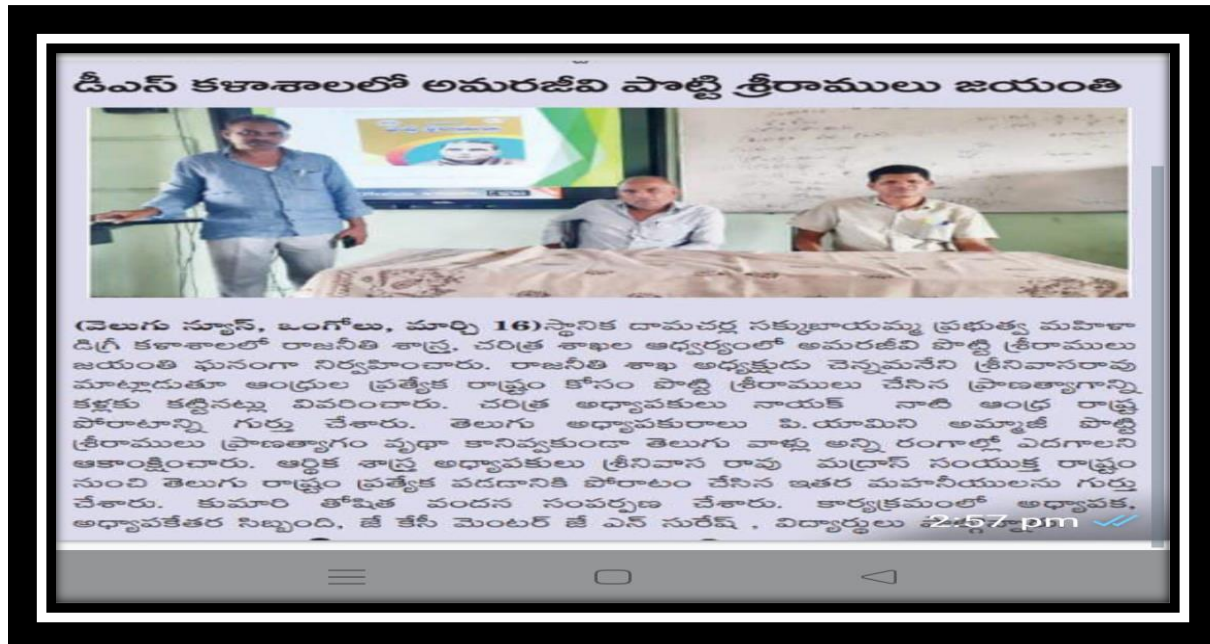 డీఎస్ కళాశాలలో అమరజీవి పొట్టి శ్రీరాములు జయంతి
(వెలుగు న్యూస్, ఒంగోలు, మార్చి 16)స్థానిక దామచర్ల సక్కుబాయమ్మ ప్రభుత్వ మహిళా
డిగ్రీ కళాశాలలో రాజనీతి శాస్త్ర, చరిత్ర శాఖల ఆధ్వర్యంలో అమరజీవి పొట్టి శ్రీరాములు
జయంతి ఘనంగా నిర్వహించారు. రాజనీతి శాఖ అధ్యక్షుడు చెన్నమనేని శ్రీనివాసరావు
మాట్లాడుతూ ఆంధ్రుల ప్రత్యేక రాష్ట్రం కోసం పొట్టి శ్రీరాములు చేసిన ప్రాణత్యాగాన్ని
కళ్లకు కట్టినట్లు వివరించారు. చరిత్ర అధ్యాపకులు నాయక్ నాటి ఆంధ్ర రాష్ట్ర
పోరాటాన్ని గుర్తు చేశారు. తెలుగు అధ్యాపకురాలు పి.యామిని అమ్మాజీ పొట్టి
శ్రీరాములు ప్రాణత్యాగం వృథా కానివ్వకుండా తెలుగు వాళ్లు అన్ని రంగాల్లో ఎదగాలని
ఆకాంక్షించారు. ఆర్థిక శాస్త్ర అధ్యాపకులు శ్రీనివాస రావు మద్రాస్ సంయుక్త రాష్ట్రం
నుంచి తెలుగు రాష్ట్రం ప్రత్యేక పడడానికి పోరాటం చేసిన ఇతర మహనీయులను గుర్తు
చేశారు. కుమారి తోషిత వందన సంపర్పణ చేశారు. కార్యక్రమంలో అధ్యాపక,
అధ్యాపకేతర సిబ్బంది, జే కేసీ మెంటర్ జే ఎన్ సురేష్ , విద్యార్థులు
2:57 pm